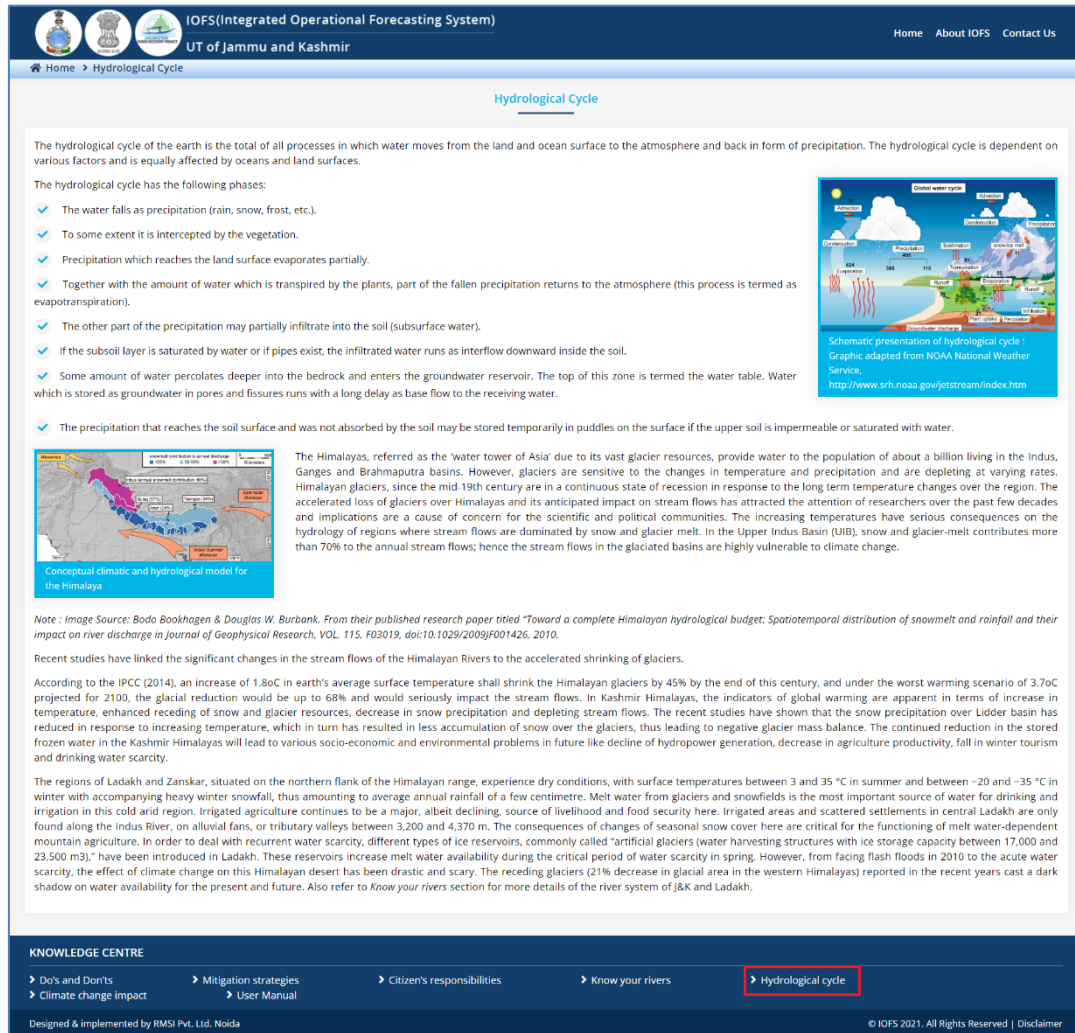 IOFS(Integrated Operational Forecasting System)
UT of Jammu and Kashmir
Home About IOFS Contact Us
Home > Hydrological Cycle
Hydrological Cycle
The hydrological cycle of the earth is the total of all processes in which water moves from the land and ocean surface to the atmosphere and back in form of precipitation. The hydrological cycle is dependent on
various factors and is equally affected by oceans and land surfaces.
The hydrological cycle has the following phases:
The water falls as precipitation (rain, snow, frost, etc.).
To some extent it is intercepted by the vegetation.
Precipitation which reaches the land surface evaporates partially.
Together with the amount of water which is transpired by the plants, part of the fallen precipitation returns to the atmosphere (this process is termed as
evapotranspiration).
The other part of the precipitation may partially infiltrate into the soil (subsurface water).
If the subsoil layer is saturated by water or if pipes exist, the infiltrated water runs as interflow downward inside the soil.
Some amount of water percolates deeper into the bedrock and enters the groundwater reservoir. The top of this zone is termed the water table. Water
which is stored as groundwater in pores and fissures runs with a long delay as base flow to the receiving water.
Global water cycle
Advection
Advection
Condensation
Precipitation
Condensation
Precipitation
Sublimation
snow/ice melt
424
385
110
Evaporation
Transpiration
Evaporation
Runoff
Runoff
Infiltration
Plant uptake
Percolation
Groundwater discharge
Schematic presentation of hydrological cycle :
Graphic adapted from NOAA National Weather
Service,
http://www.srh.noaa.gov/jetstream/index.htm
The precipitation that reaches the soil surface and was not absorbed by the soil may be stored temporarily in puddles on the surface if the upper soil is impermeable or saturated with water.
Westerlies
snowmelt contribution to annual discharge
Indus annual snowmelt contribution: 66%
East Asian
Monsoon
Indian Summer
Monsoon
Conceptual climatic and hydrological model for
the Himalaya
The Himalayas, referred as the 'water tower of Asia' due to its vast glacier resources, provide water to the population of about a billion living in the Indus,
Ganges and Brahmaputra basins. However, glaciers are sensitive to the changes in temperature and precipitation and are depleting at varying rates.
Himalayan glaciers, since the mid-19th century are in a continuous state of recession in response to the long term temperature changes over the region. The
accelerated loss of glaciers over Himalayas and its anticipated impact on stream flows has attracted the attention of researchers over the past few decades
and implications are a cause of concern for the scientific and political communities. The increasing temperatures have serious consequences on the
hydrology of regions where stream flows are dominated by snow and glacier melt. In the Upper Indus Basin (UIB), snow and glacier-melt contributes more
than 70% to the annual stream flows; hence the stream flows in the glaciated basins are highly vulnerable to climate change.
Note : Image Source: Bodo Bookhagen & Douglas W. Burbank. From their published research paper titled "Toward a complete Himalayan hydrological budget: Spatiotemporal distribution of snowmelt and rainfall and their
impact on river discharge in Journal of Geophysical Research, VOL. 115, F03019, doi:10.1029/2009JF001426, 2010.
Recent studies have linked the significant changes in the stream flows of the Himalayan Rivers to the accelerated shrinking of glaciers.
According to the IPCC (2014), an increase of 1.8oC in earth's average surface temperature shall shrink the Himalayan glaciers by 45% by the end of this century, and under the worst warming scenario of 3.7oC
projected for 2100, the glacial reduction would be up to 68% and would seriously impact the stream flows. In Kashmir Himalayas, the indicators of global warming are apparent in terms of increase in
temperature, enhanced receding of snow and glacier resources, decrease in snow precipitation and depleting stream flows. The recent studies have shown that the snow precipitation over Lidder basin has
reduced in response to increasing temperature, which in turn has resulted in less accumulation of snow over the glaciers, thus leading to negative glacier mass balance. The continued reduction in the stored
frozen water in the Kashmir Himalayas will lead to various socio-economic and environmental problems in future like decline of hydropower generation, decrease in agriculture productivity, fall in winter tourism
and drinking water scarcity.
The regions of Ladakh and Zanskar, situated on the northern flank of the Himalayan range, experience dry conditions, with surface temperatures between 3 and 35 °C in summer and between −20 and −35 °C in
winter with accompanying heavy winter snowfall, thus amounting to average annual rainfall of a few centimetre. Melt water from glaciers and snowfields is the most important source of water for drinking and
irrigation in this cold arid region. Irrigated agriculture continues to be a major, albeit declining, source of livelihood and food security here. Irrigated areas and scattered settlements in central Ladakh are only
found along the Indus River, on alluvial fans, or tributary valleys between 3,200 and 4,370 m. The consequences of changes of seasonal snow cover here are critical for the functioning of melt water-dependent
mountain agriculture. In order to deal with recurrent water scarcity, different types of ice reservoirs, commonly called "artificial glaciers (water harvesting structures with ice storage capacity between 17,000 and
23,500 m3)," have been introduced in Ladakh. These reservoirs increase melt water availability during the critical period of water scarcity in spring. However, from facing flash floods in 2010 to the acute water
scarcity, the effect of climate change on this Himalayan desert has been drastic and scary. The receding glaciers (21% decrease in glacial area in the western Himalayas) reported in the recent years cast a dark
shadow on water availability for the present and future. Also refer to Know your rivers section for more details of the river system of J&K and Ladakh.
KNOWLEDGE CENTRE
> Do's and Don'ts > Mitigation strategies > Citizen's responsibilities > Know your rivers > Hydrological cycle
> Climate change impact > User Manual
Designed & implemented by RMSI Pvt. Ltd. Noida
© IOFS 2021. All Rights Reserved | Disclaimer